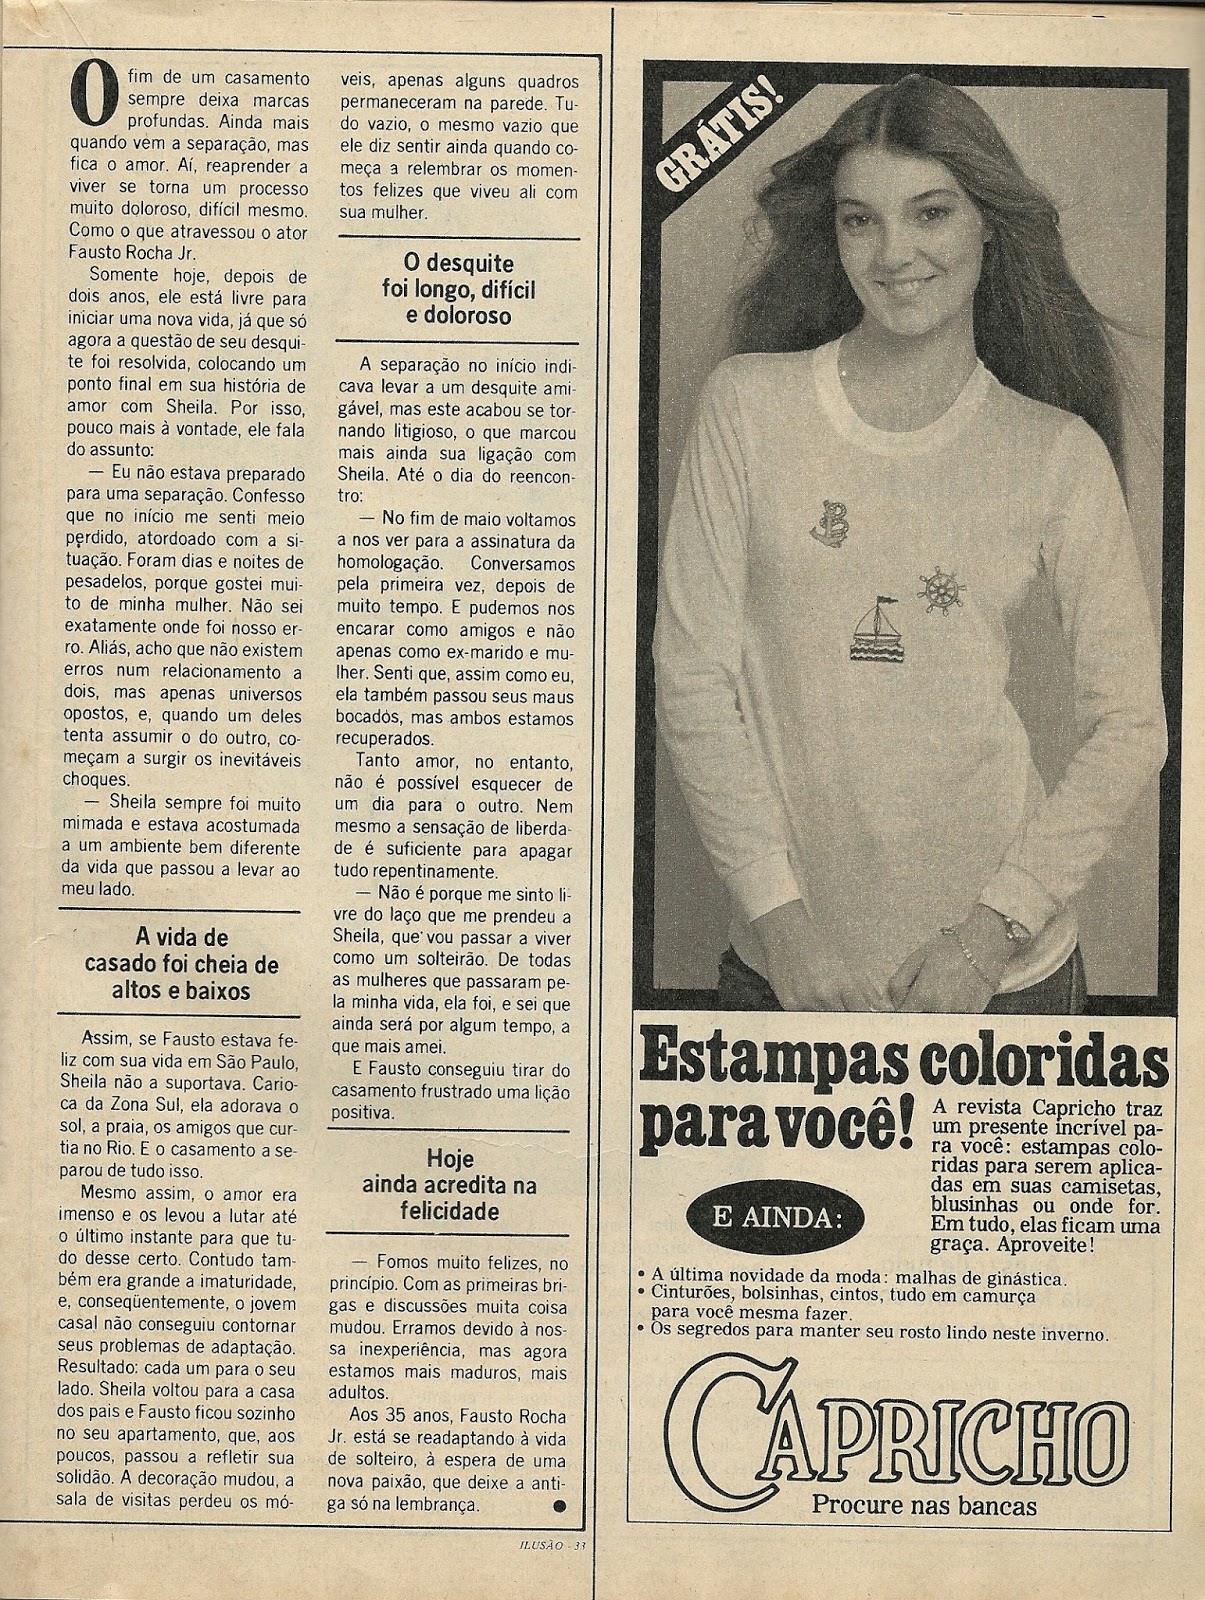 O fim de um casamento
sempre deixa marcas
profundas. Ainda mais
quando vem a separação, mas
fica o amor. Aí, reaprender a
viver se torna um processo
muito doloroso, difícil mesmo.
Como o que atravessou o ator
Fausto Rocha Jr.
Somente hoje, depois de
dois anos, ele está livre para
iniciar uma nova vida, já que só
agora a questão de seu desqui-
te foi resolvida, colocando um
ponto final em sua história de
amor com Sheila. Por isso,
pouco mais à vontade, ele fala
do assunto:
— Eu não estava preparado
para uma separação. Confesso
que no início me senti meio
perdido, atordoado com a si-
tuação. Foram dias e noites de
pesadelos, porque gostei mui-
to de minha mulher. Não sei
exatamente onde foi nosso er-
ro. Aliás, acho que não existem
erros num relacionamento a
dois, mas apenas universos
opostos, e, quando um deles
tenta assumir o do outro, co-
meçam a surgir os inevitáveis
choques.
— Sheila sempre foi muito
mimada e estava acostumada
a um ambiente bem diferente
da vida que passou a levar ao
meu lado.
A vida de
casado foi cheia de
altos e baixos
Assim, se Fausto estava fe-
liz com sua vida em São Paulo,
Sheila não a suportava. Cario-
ca da Zona Sul, ela adorava o
sol, a praia, os amigos que cur-
tia no Rio. E o casamento a se-
parou de tudo isso.
Mesmo assim, o amor era
imenso e os levou a lutar até
o último instante para que tu-
do desse certo. Contudo tam-
bém era grande a imaturidade,
e, conseqüentemente, o jovem
casal não conseguiu contornar
seus problemas de adaptação.
Resultado: cada um para o seu
lado. Sheila voltou para a casa
dos pais e Fausto ficou sozinho
no seu apartamento, que, aos
poucos, passou a refletir sua
solidão. A decoração mudou, a
sala de visitas perdeu os mó-
veis, apenas alguns quadros
permaneceram na parede. Tu-
do vazio, o mesmo vazio que
ele diz sentir ainda quando co-
meça a relembrar os momen-
tos felizes que viveu ali com
sua mulher.
O desquite
foi longo, difícil
e doloroso
A separação no início indi-
cava levar a um desquite ami-
gável, mas este acabou se tor-
nando litigioso, o que marcou
mais ainda sua ligação com
Sheila. Até o dia do reencon-
tro:
— No fim de maio voltamos
a nos ver para a assinatura da
homologação. Conversamos
pela primeira vez, depois de
muito tempo. E pudemos nos
encarar como amigos e não
apenas como ex-marido e mu-
lher. Senti que, assim como eu,
ela também passou seus maus
bocados, mas ambos estamos
recuperados.
Tanto amor, no entanto,
não é possível esquecer de
um dia para o outro. Nem
mesmo a sensação de liberda-
de é suficiente para apagar
tudo repentinamente.
— Não é porque me sinto li-
vre do laço que me prendeu a
Sheila, que vou passar a viver
como um solteirão. De todas
as mulheres que passaram pe-
la minha vida, ela foi, e sei que
ainda será por algum tempo, a
que mais amei.
E Fausto conseguiu tirar do
casamento frustrado uma lição
positiva.
Hoje
ainda acredita na
felicidade
— Fomos muito felizes, no
princípio. Com as primeiras bri-
gas e discussões muita coisa
mudou. Erramos devido à nos-
sa inexperiência, mas agora
estamos mais maduros, mais
adultos.
Aos 35 anos, Fausto Rocha
Jr. está se readaptando à vida
de solteiro, à espera de uma
nova paixão, que deixe a anti-
ga só na lembrança.
ILUSÃO - 33
GRÁTIS!
Estampas coloridas
para você!
A revista Capricho traz
um presente incrível pa-
ra você: estampas colo-
ridas para serem aplica-
das em suas camisetas,
blusinhas ou onde for.
Em tudo, elas ficam uma
graça. Aproveite!
E AINDA:
• A última novidade da moda: malhas de ginástica.
• Cinturões, bolsinhas, cintos, tudo em camurça
para você mesma fazer.
• Os segredos para manter seu rosto lindo neste inverno.
CAPRICHO
Procure nas bancas